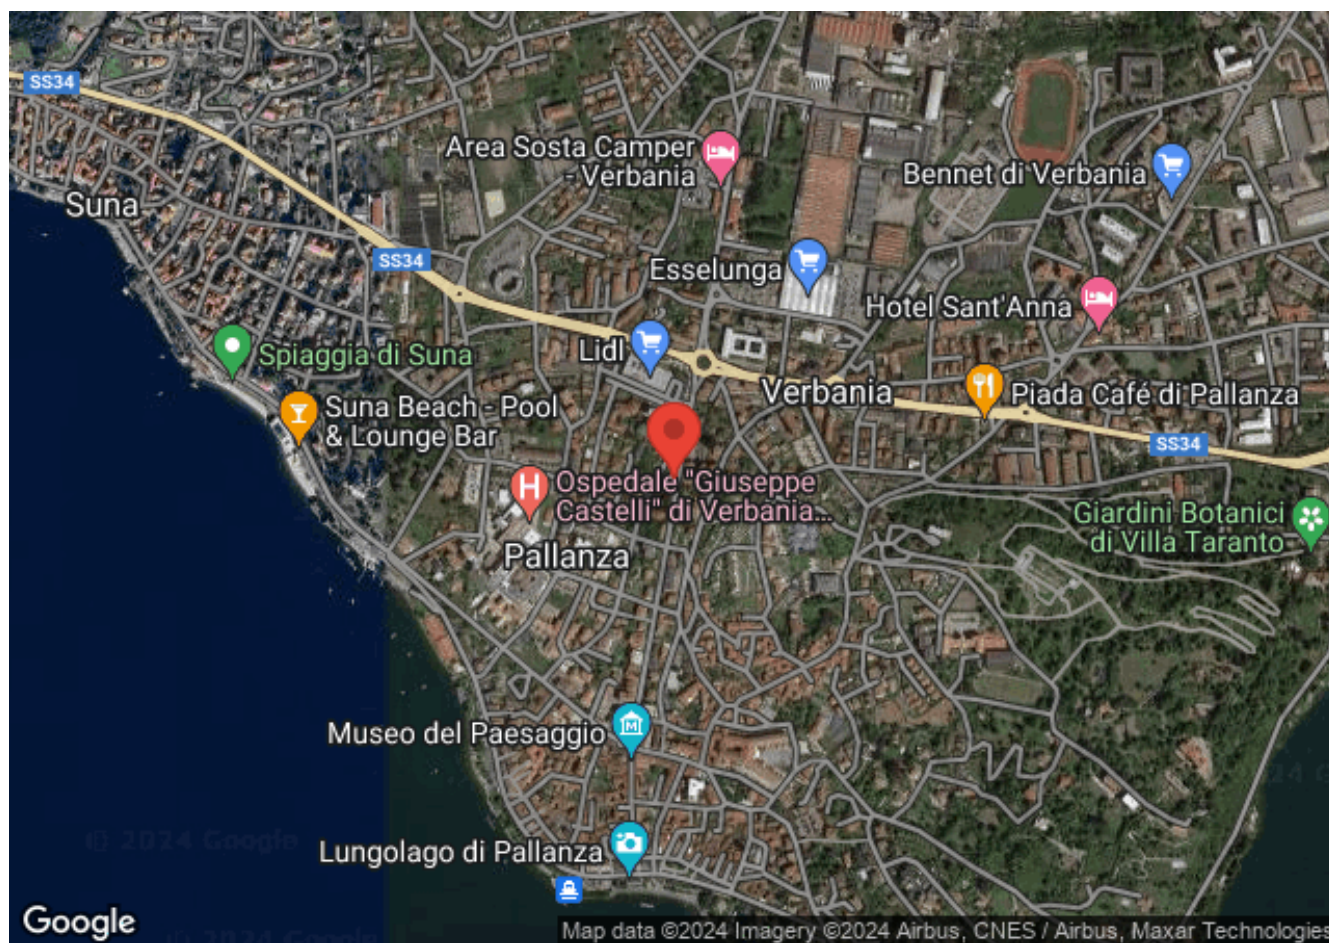 SS34
Area Sosta Camper
- Verbania
Bennet di Verbania
Suna
SS34
Esselunga
Hotel Sant'Anna
Lidl
Spiaggia di Suna
Verbania
Piada Café di Pallanza
Suna Beach - Pool
& Lounge Bar
SS34
H
Ospedale "Giuseppe
Castelli" di Verbania...
Giardini Botanici
di Villa Taranto
Pallanza
M
Museo del Paesaggio
© 2024 Google
Lungolago di Pallanza
Google
Map data ©2024 Imagery ©2024 Airbus, CNES / Airbus, Maxar Technologies